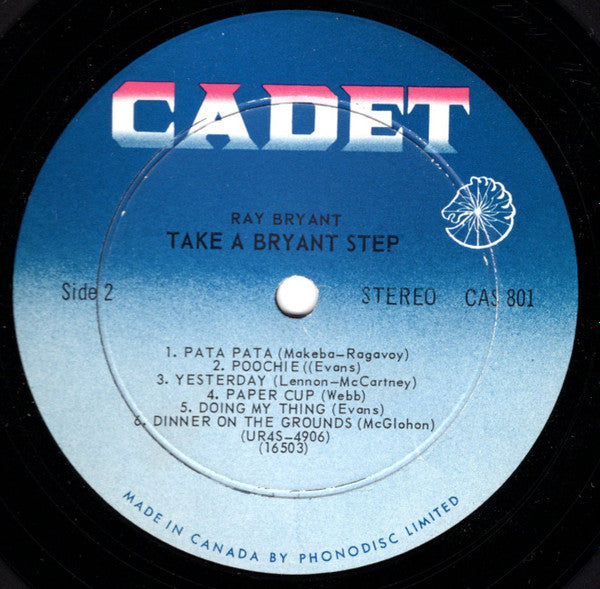 CADET
RAY BRYANT
TAKE A BRYANT STEP
Side 2 STEREO CAS 801
1. PATA PATA (Makeba-Ragavoy)
2. POOCHIE ((Evans)
3. YESTERDAY (Lennon-McCartney)
4. PAPER CUP (Webb)
5. DOING MY THING (Evans)
6. DINNER ON THE GROUNDS (McGlohon)
(UR4S-4906)
(16503)
MADE IN CANADA BY PHONODISC LIMITED